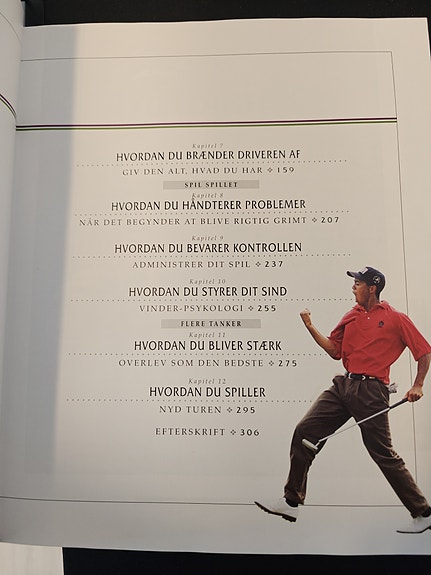 Kapitel 7
HVORDAN DU BRÆNDER DRIVEREN AF
GIV DEN ALT, HVAD DU HAR ❖ 159
SPIL SPILLET
Kapitel 8
HVORDAN DU HÅNDTERER PROBLEMER
NÅR DET BEGYNDER AT BLIVE RIGTIG GRIMT ❖ 207
Kapitel 9
HVORDAN DU BEVARER KONTROLLEN
ADMINISTRER DIT SPIL ❖ 237
Kapitel 10
HVORDAN DU STYRER DIT SIND
VINDER-PSYKOLOGI ❖ 255
FLERE TANKER
Kapitel 11
HVORDAN DU BLIVER STÆRK
OVERLEV SOM DEN BEDSTE ❖ 275
Kapitel 12
HVORDAN DU SPILLER
NYD TUREN ❖ 295
EFTERSKRIFT ❖ 306